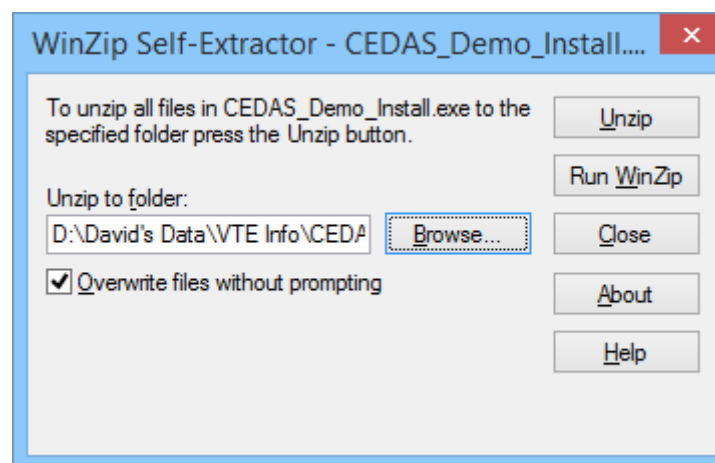 WinZip Self-Extractor - CEDAS_Demo_Install....
To unzip all files in CEDAS_Demo_Install.exe to the
specified folder press the Unzip button.
Unzip to folder:
D:\David's Data\VTE Info\CEDA
Browse...
Overwrite files without prompting
Unzip
Run WinZip
Close
About
Help